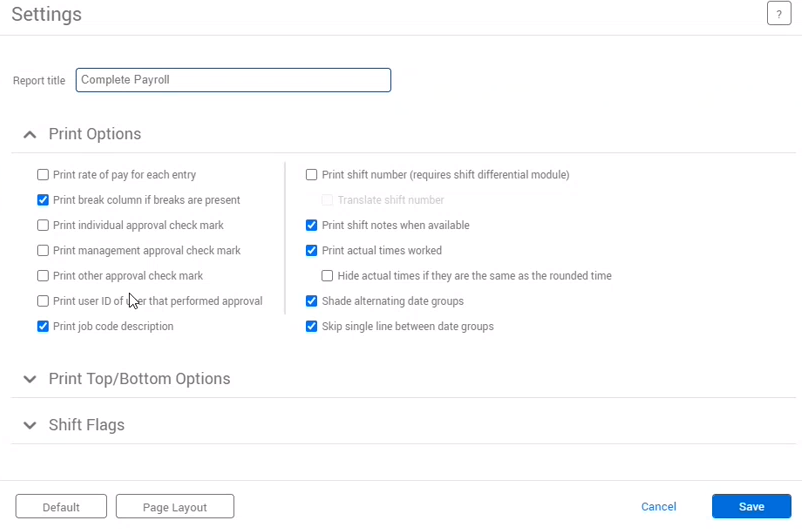 Settings
?
Report title
Complete Payroll
Print Options
Print rate of pay for each entry
Print break column if breaks are present
Print individual approval check mark
Print management approval check mark
Print other approval check mark
Print user ID of user that performed approval
Print job code description
Print shift number (requires shift differential module)
Translate shift number
Print shift notes when available
Print actual times worked
Hide actual times if they are the same as the rounded time
Shade alternating date groups
Skip single line between date groups
Print Top/Bottom Options
Shift Flags
Default
Page Layout
Cancel
Save